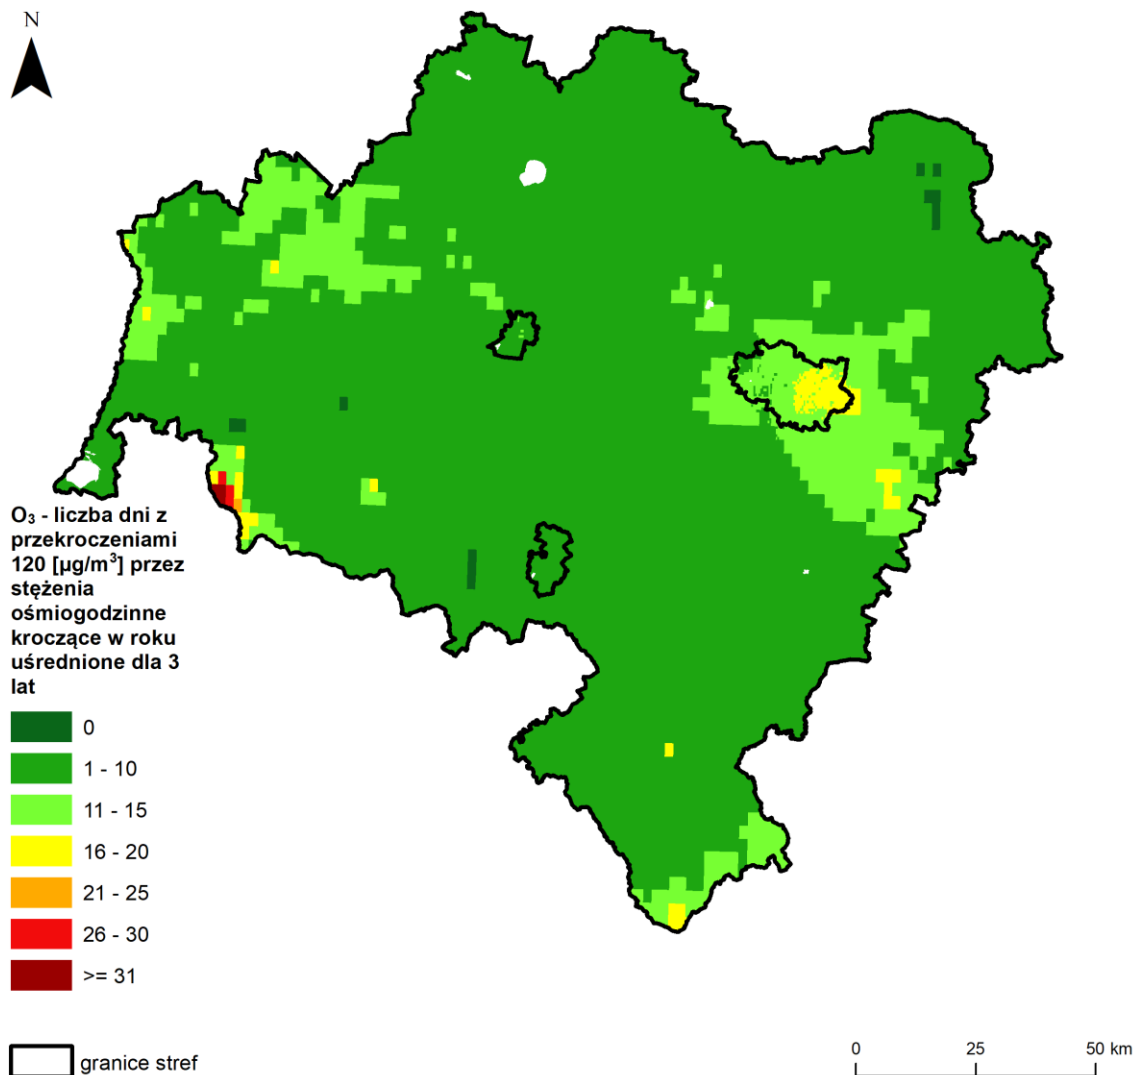 N
O₃ - liczba dni z
przekroczeniami
120 [µg/m³] przez
stężenia
ośmiogodzinne
kroczące w roku
uśrednione dla 3
lat
0
1 - 10
11 - 15
16 - 20
21 - 25
26 - 30
>= 31
granice stref
0 25 50 km